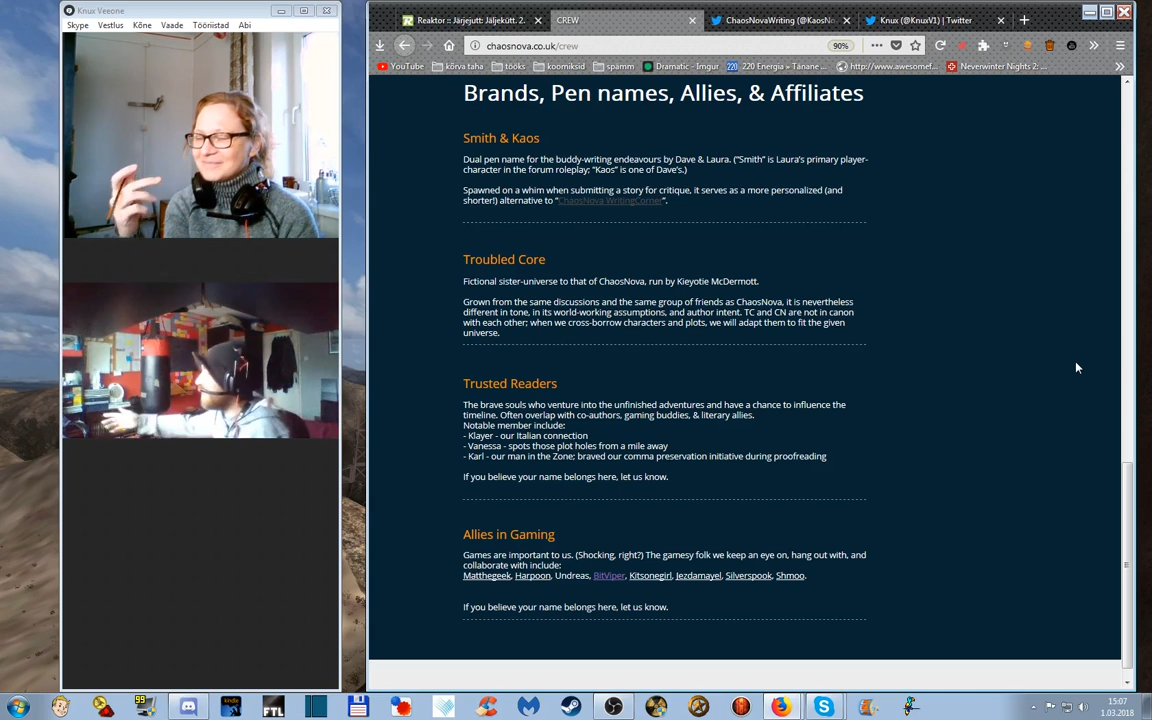 Knux Veeone
Skype Vestlus Kõne Vaade Tööriistad Abi
Reaktor :: Järjejutt: Jäljekütt. 2.
CREW
ChaosNovaWriting (@KaosNo
Knux (@KnuxV1) | Twitter
chaosnova.co.uk/crew
90%
YouTube kõrva taha tööks koomiksid spämm Dramatic - Imgur 220 Energia » Tänane ... http://www.awesomef... Neverwinter Nights 2: ...
Brands, Pen names, Allies, & Affiliates
Smith & Kaos
Dual pen name for the buddy-writing endeavours by Dave & Laura. ("Smith" is Laura's primary player-
character in the forum roleplay; "Kaos" is one of Dave's.)
Spawned on a whim when submitting a story for critique, it serves as a more personalized (and
shorter!) alternative to "ChaosNova WritingCorner".
Troubled Core
Fictional sister-universe to that of ChaosNova, run by Kieyotie McDermott.
Grown from the same discussions and the same group of friends as ChaosNova, it is nevertheless
different in tone, in its world-working assumptions, and author intent. TC and CN are not in canon
with each other; when we cross-borrow characters and plots, we will adapt them to fit the given
universe.
Trusted Readers
The brave souls who venture into the unfinished adventures and have a chance to influence the
timeline. Often overlap with co-authors, gaming buddies, & literary allies.
Notable member include:
- Klayer - our Italian connection
- Vanessa - spots those plot holes from a mile away
- Karl - our man in the Zone; braved our comma preservation initiative during proofreading
If you believe your name belongs here, let us know.
Allies in Gaming
Games are important to us. (Shocking, right?) The gamesy folk we keep an eye on, hang out with, and
collaborate with include:
Matthegeek, Harpoon, Undreas, BitViper, Kitsonegirl, Jezdamayel, Silverspook, Shmoo.
If you believe your name belongs here, let us know.
99
kindle
FTL
15:07
1.03.2018